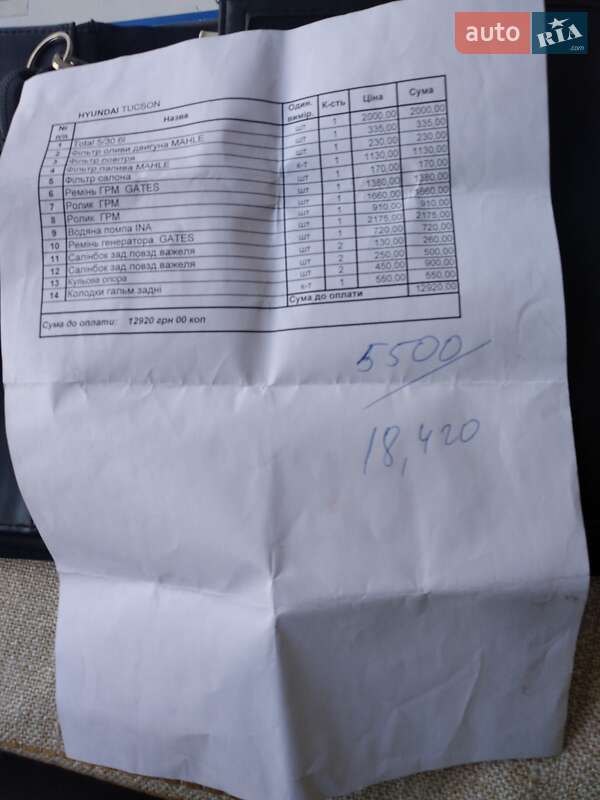 auto RIA .com
HYUNDAI TUCSON
№ п/п Назва Один. вимір. К-сть Ціна Сума
1 Total 5/30 6l 1 2000,00 2000,00
2 Фільтр оливи двигуна MAHLE шт 1 335,00 335,00
3 Фільтр повітря шт 1 230,00 230,00
4 Фільтр палива MAHLE шт 1 1130,00 1130,00
5 Фільтр салона к-т 1 170,00 170,00
6 Ремінь ГРМ GATES шт 1 1380,00 1380,00
7 Ролик ГРМ шт 1 1660,00 1660,00
8 Ролик ГРМ шт 1 910,00 910,00
9 Водяна помпа INA шт 1 2175,00 2175,00
10 Ремінь генератора GATES шт 1 720,00 720,00
11 Салінбок зад.повзд важеля шт 2 130,00 260,00
12 Салінбок зад.повзд важеля шт 2 250,00 500,00
13 Кульова опора шт 2 450,00 900,00
14 Колодки гальм.задні к-т 1 550,00 550,00
Сума до оплати 12920,00
Сума до оплати: 12920 грн 00 коп
5500
18,420